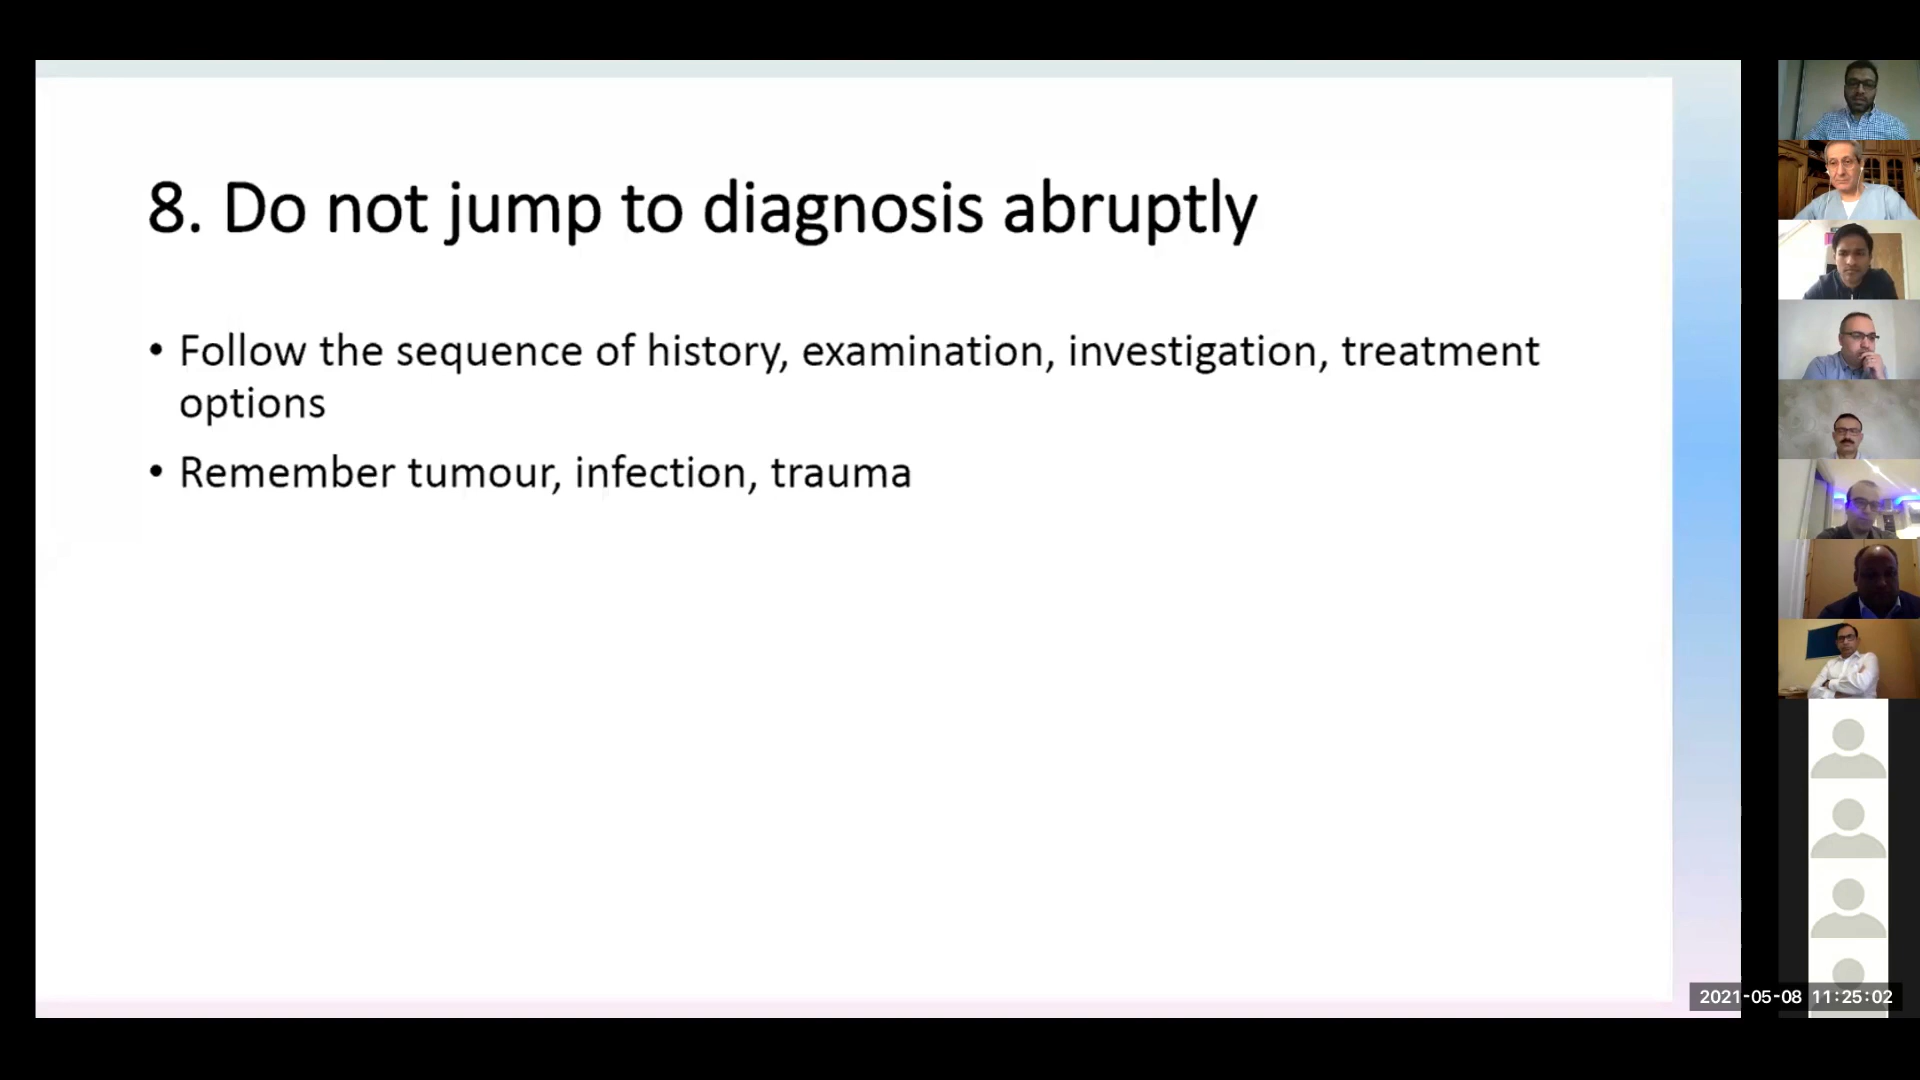 8. Do not jump to diagnosis abruptly
• Follow the sequence of history, examination, investigation, treatment
options
• Remember tumour, infection, trauma
2021-05-08 11:25:02